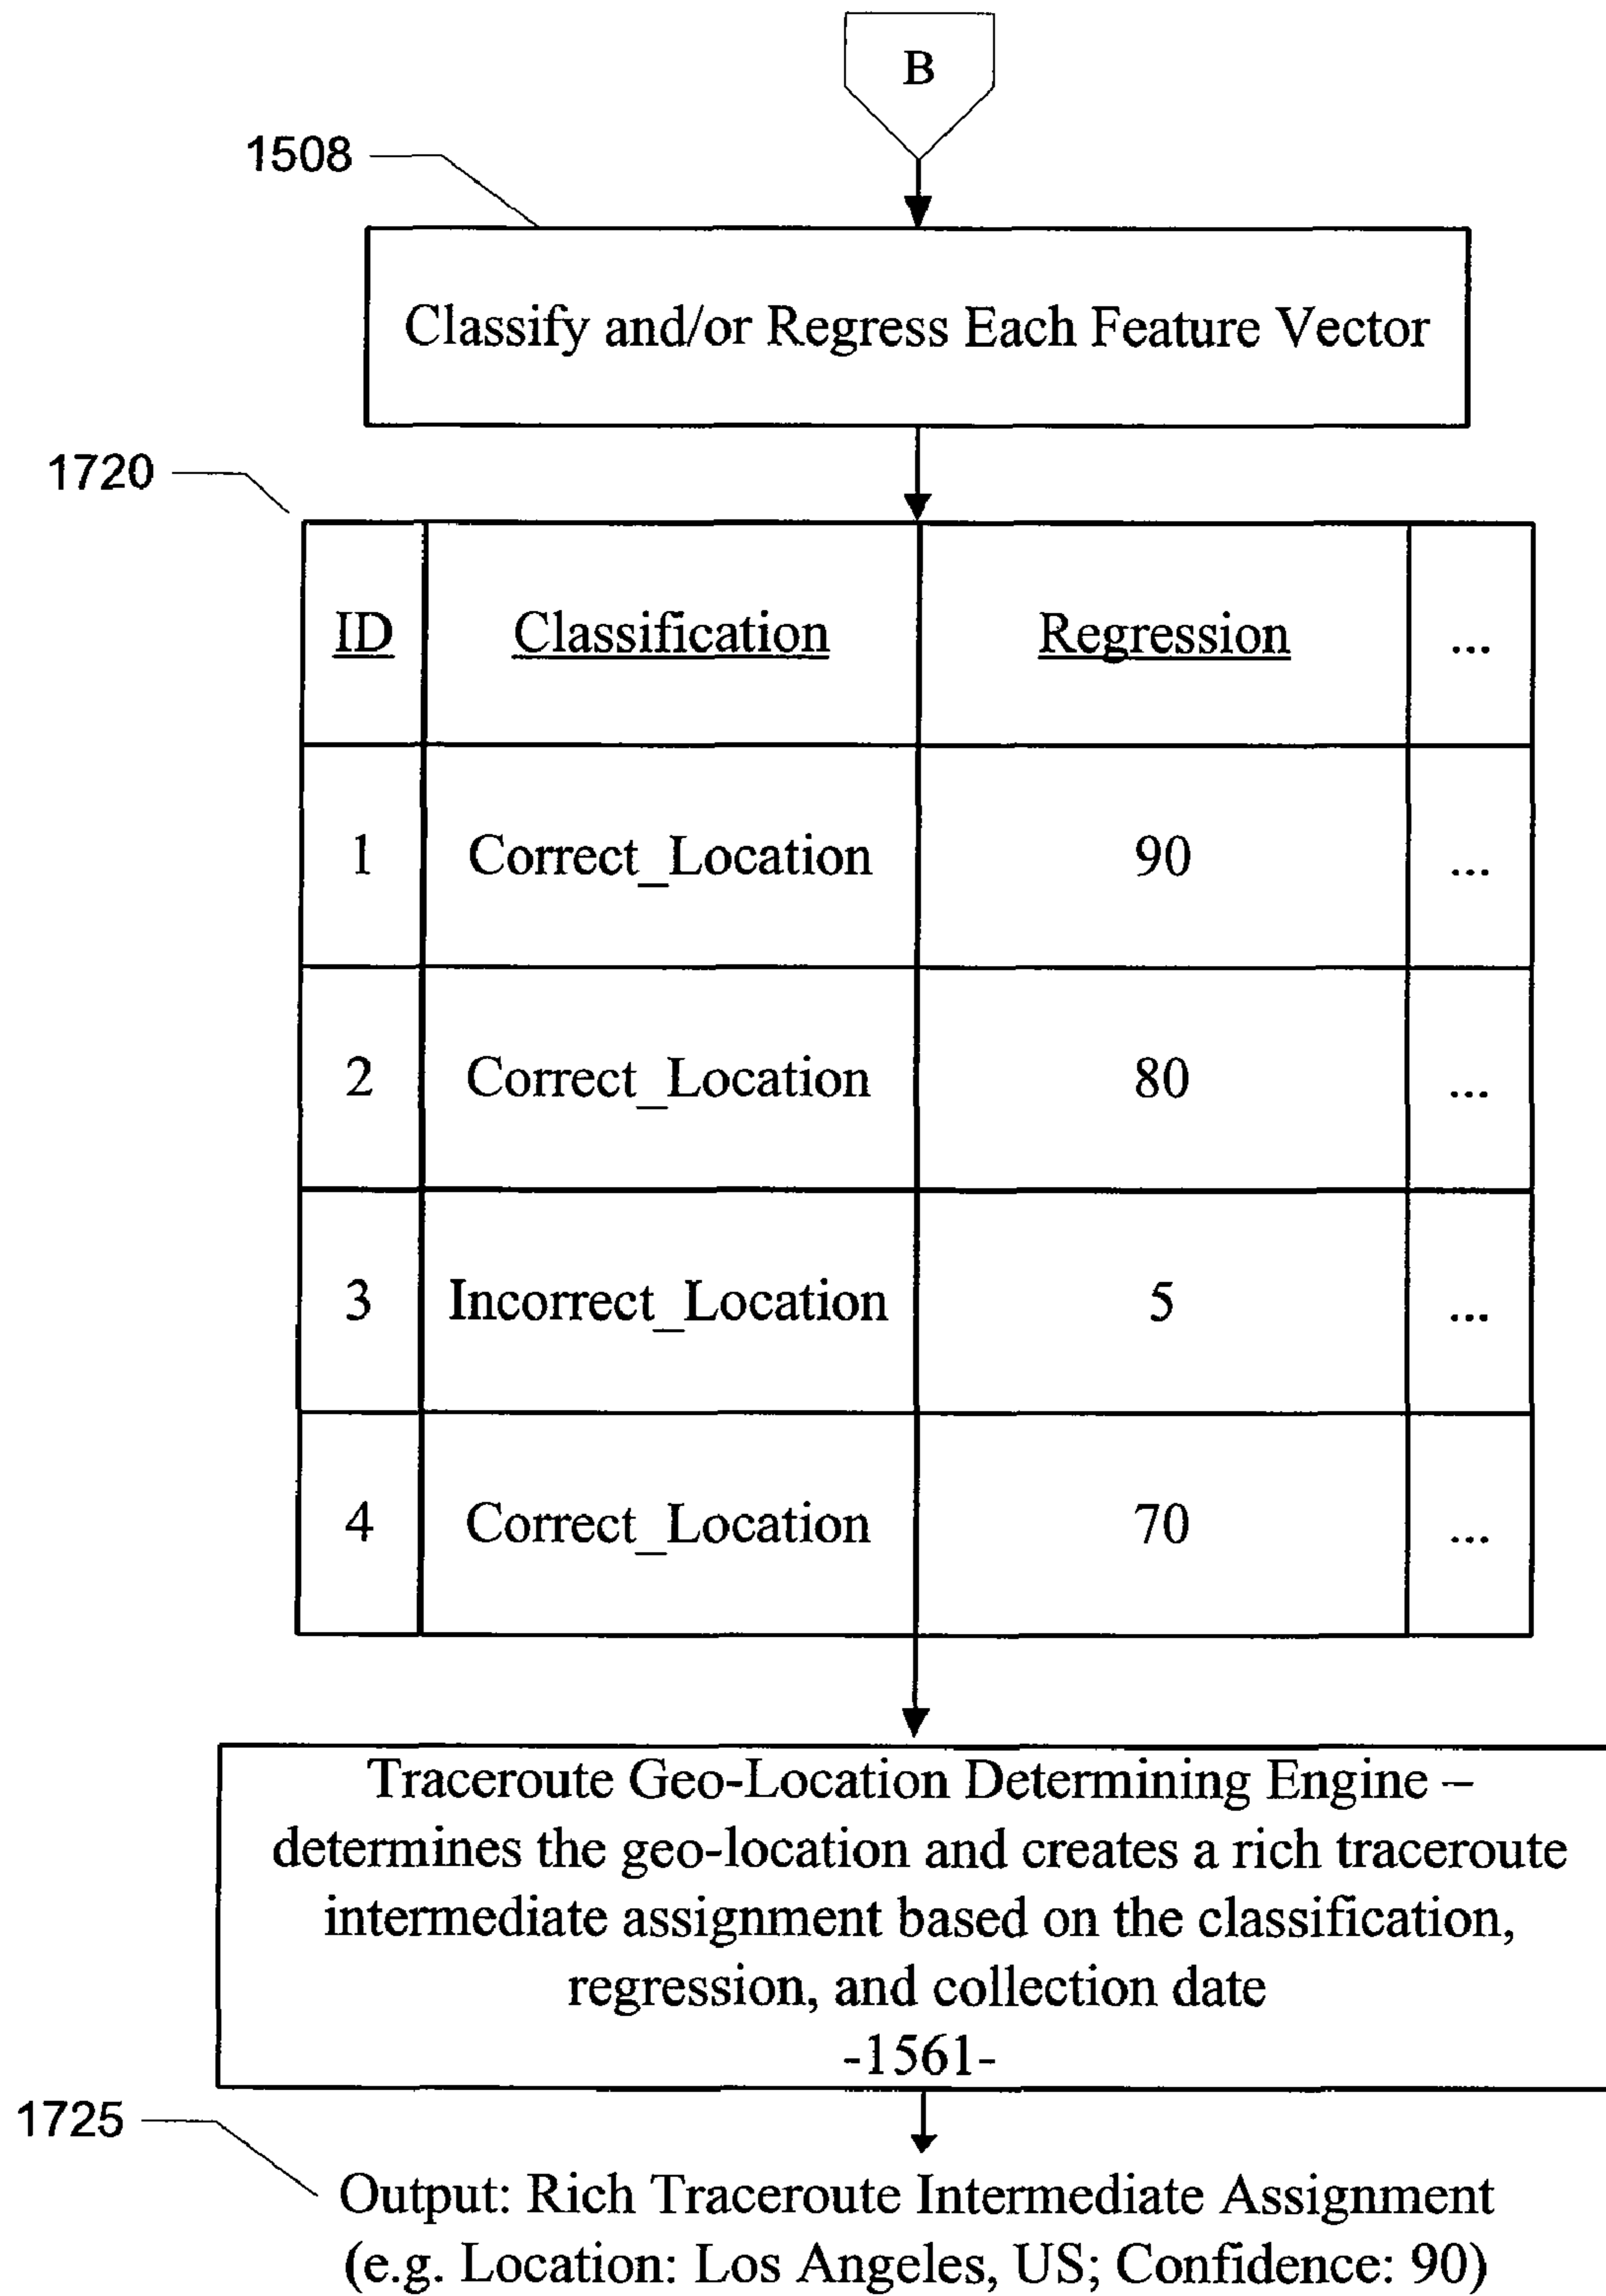 B
1508
Classify and/or Regress Each Feature Vector
1720
ID Classification Regression ...
1 Correct_Location 90 ...
2 Correct_Location 80 ...
3 Incorrect_Location 5 ...
4 Correct_Location 70 ...
Traceroute Geo-Location Determining Engine –
determines the geo-location and creates a rich traceroute
intermediate assignment based on the classification,
regression, and collection date
-1561-
1725
Output: Rich Traceroute Intermediate Assignment
(e.g. Location: Los Angeles, US; Confidence: 90)